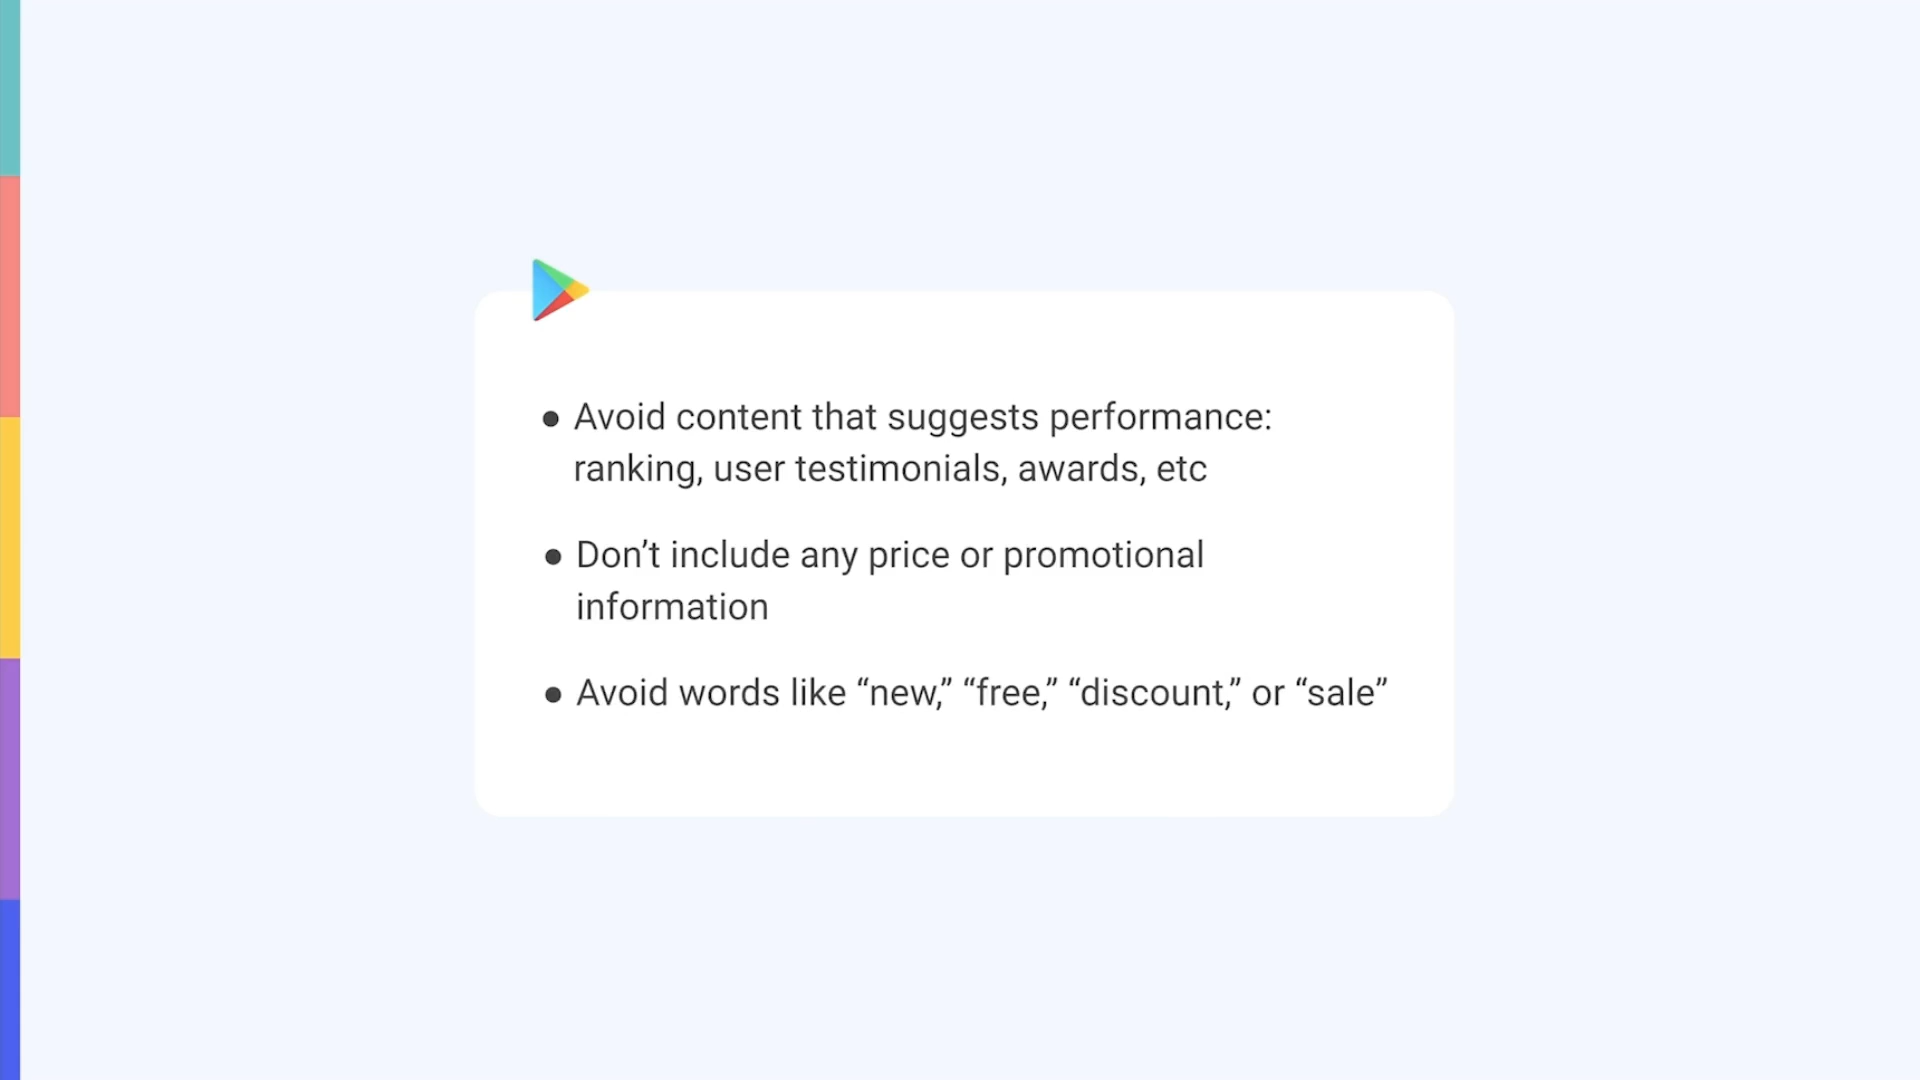 ● Avoid content that suggests performance:
ranking, user testimonials, awards, etc
● Don’t include any price or promotional
information
● Avoid words like “new,” “free,” “discount,” or “sale”